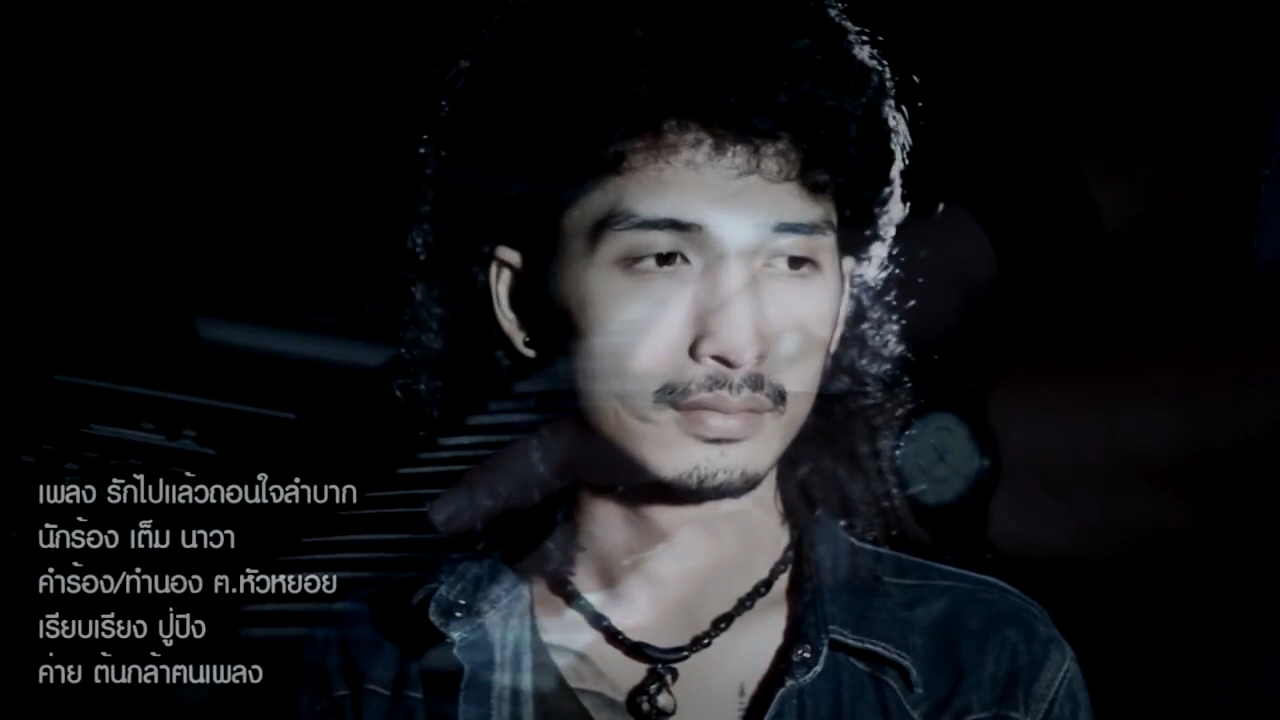 เพลง รักไปแล้วถอนใจลำบาก
นักร้อง เต็ม นาวา
คำร้อง/ทำนอง ฅ.หัวหยอย
เรียบเรียง ปู่ปิง
ค่าย ต้นกล้าฅนเพลง